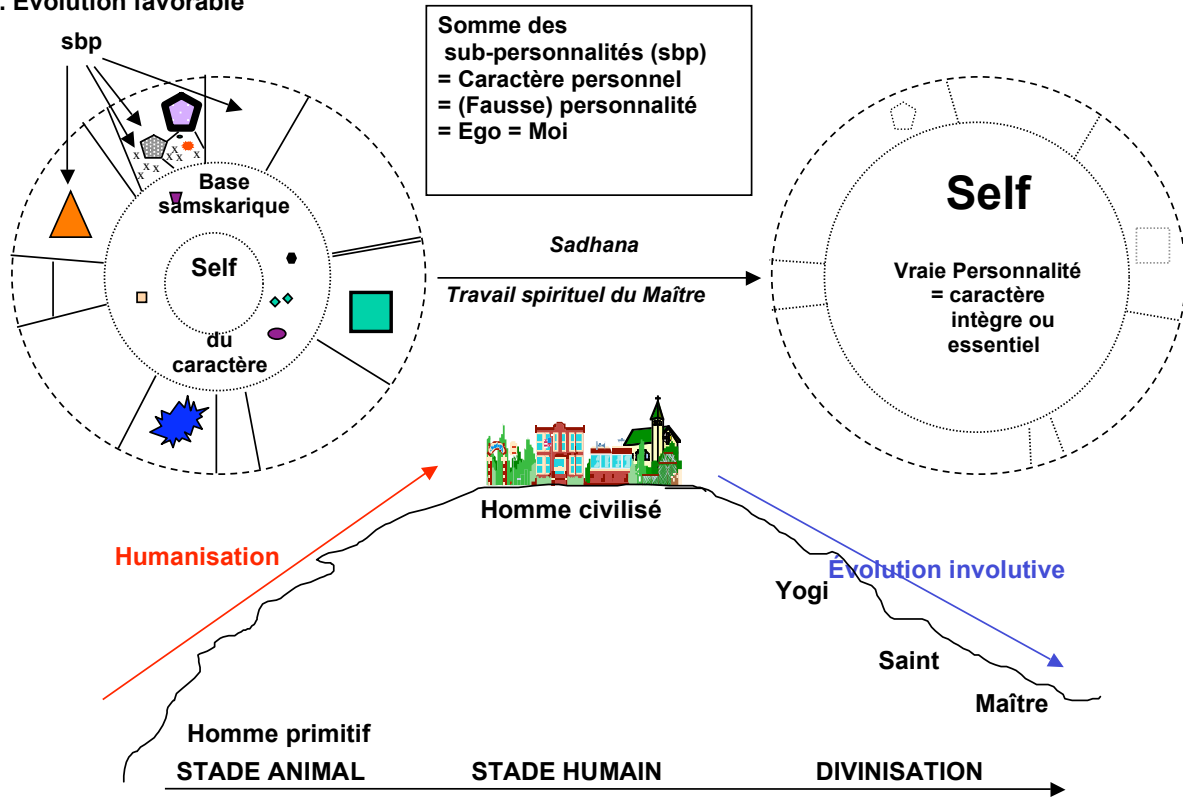 . Évolution favorable
sbp
Somme des
sub-personnalités (sbp)
= Caractère personnel
= (Fausse) personnalité
= Ego = Moi
x
x x
x x x
x x
x
Base
samskarique
Self
du
caractère
Sadhana
Travail spirituel du Maître
Self
Vraie Personnalité
= caractère
intègre ou
essentiel
Homme civilisé
Humanisation
Évolution involutive
Yogi
Saint
Maître
Homme primitif
STADE ANIMAL
STADE HUMAIN
DIVINISATION